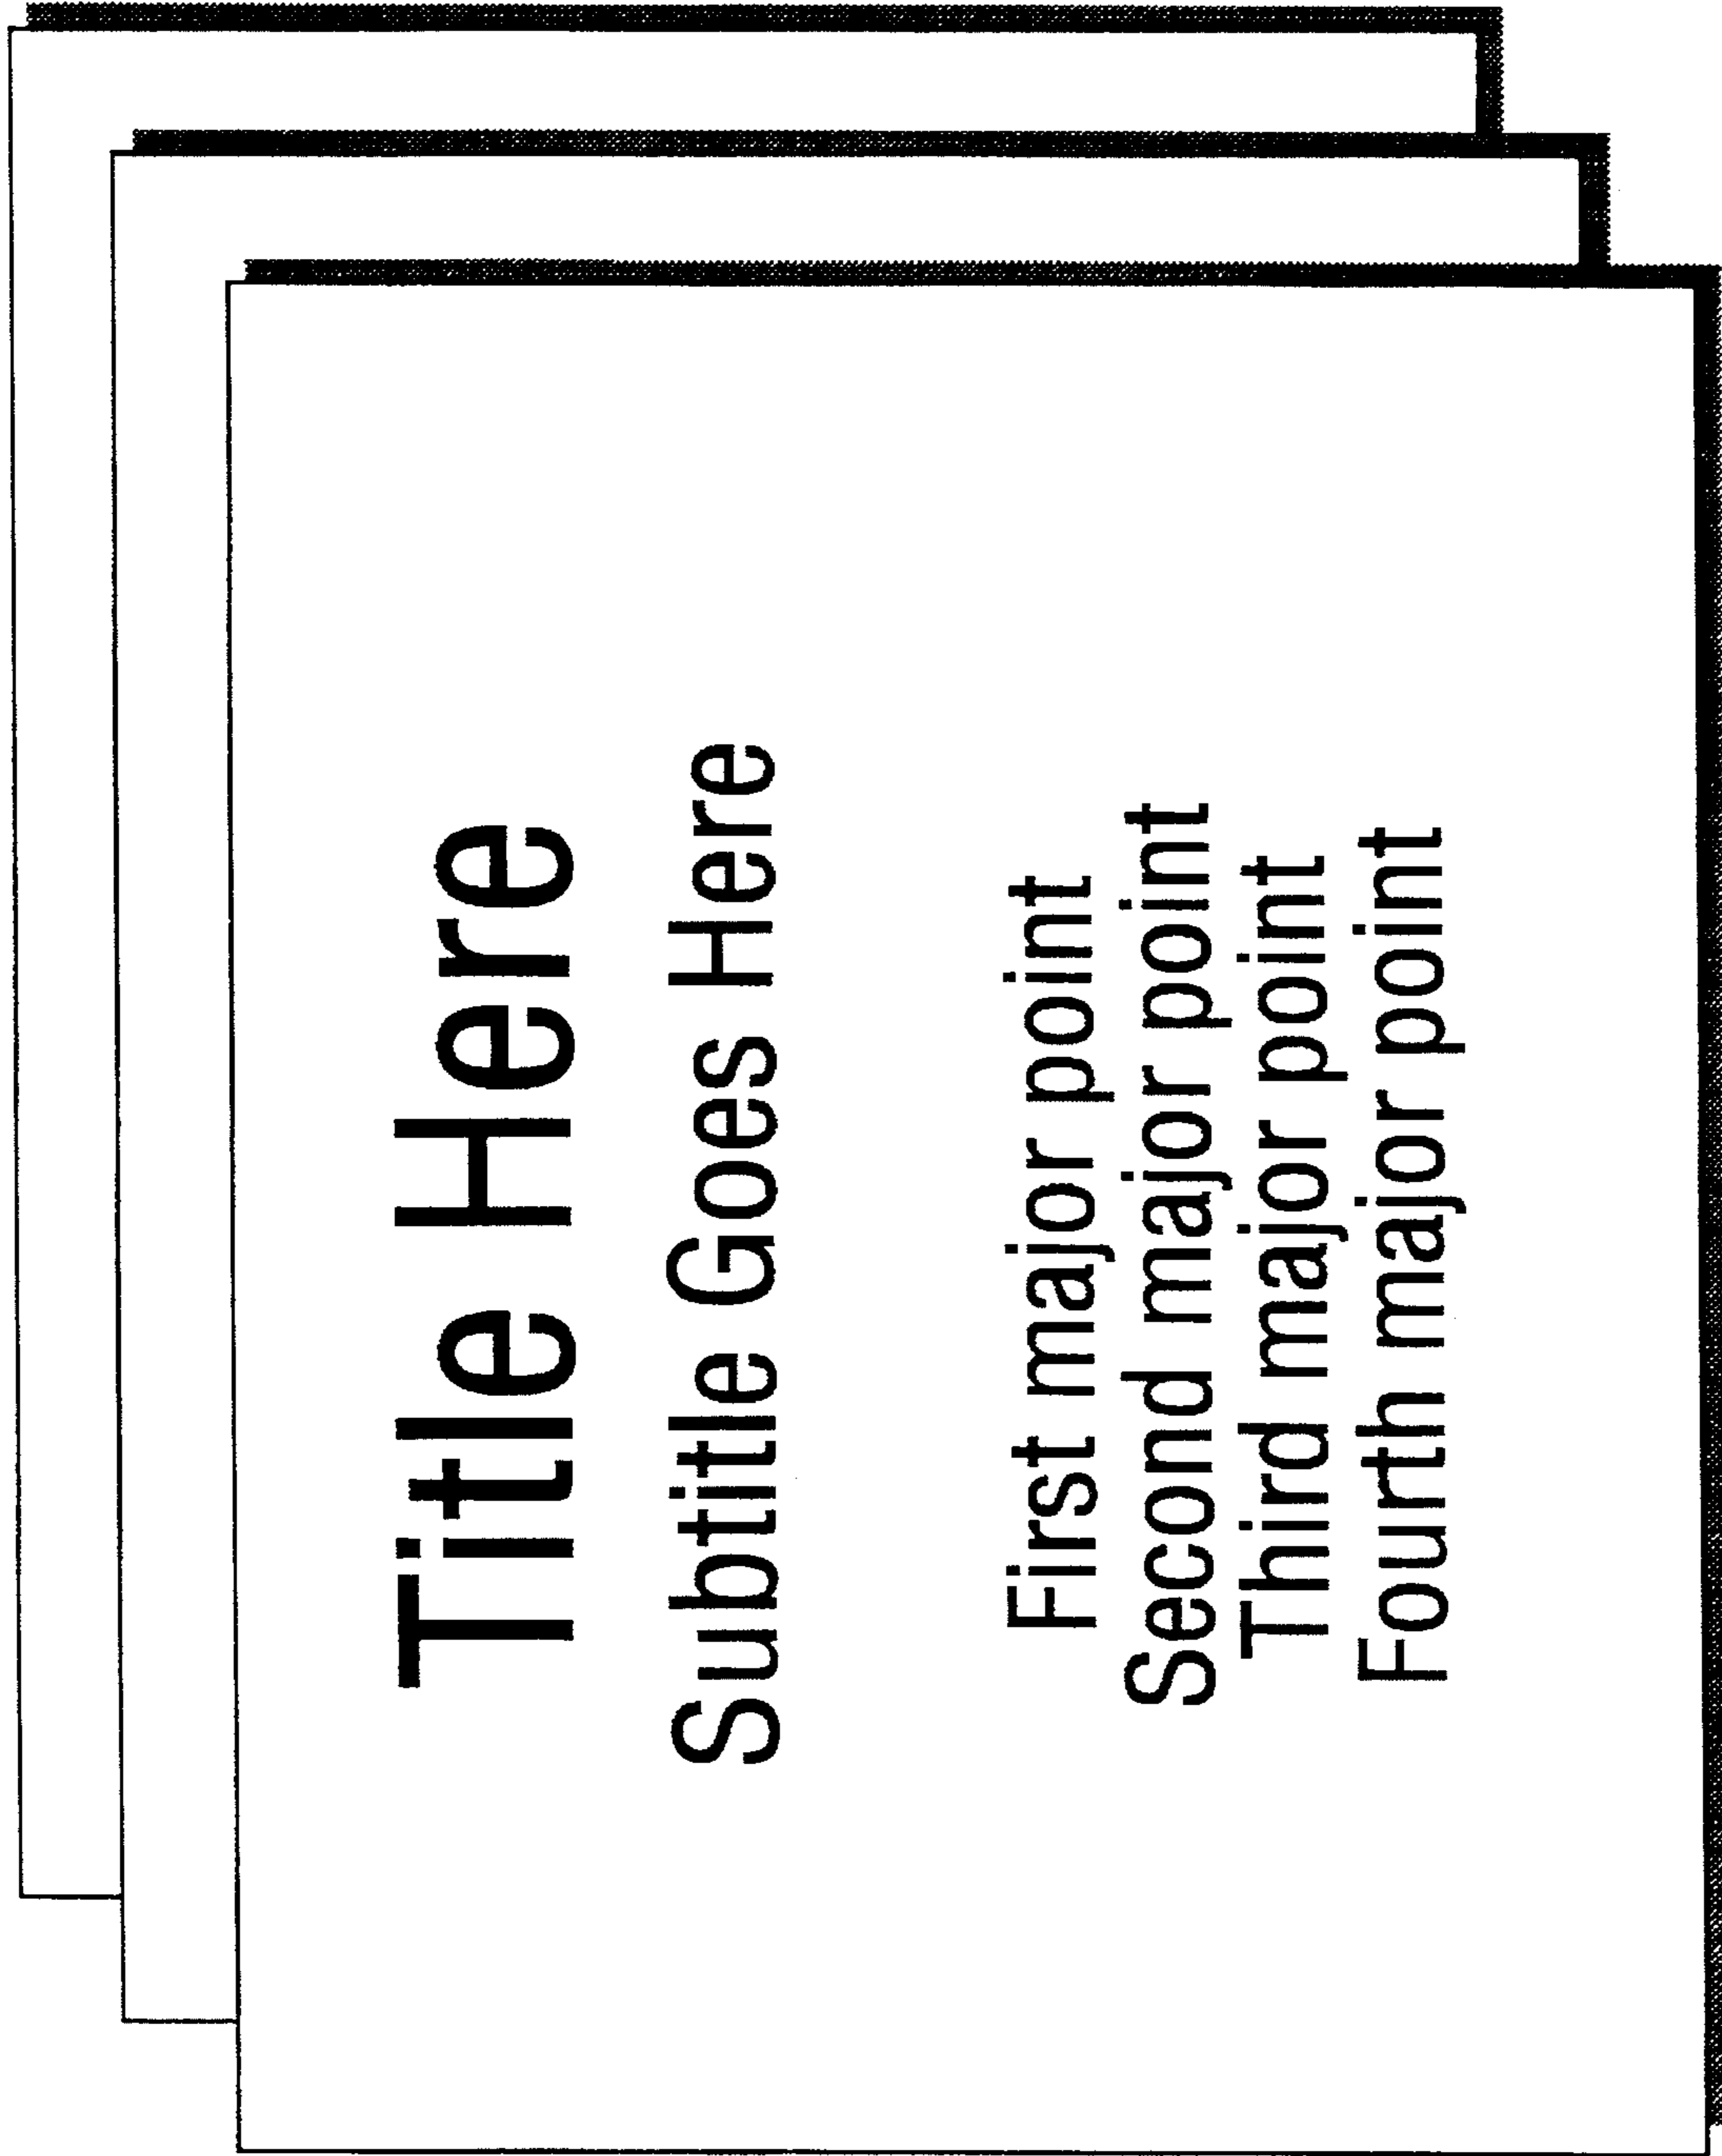 Title Here
Subtitle Goes Here
First major point
Second major point
Third major point
Fourth major point